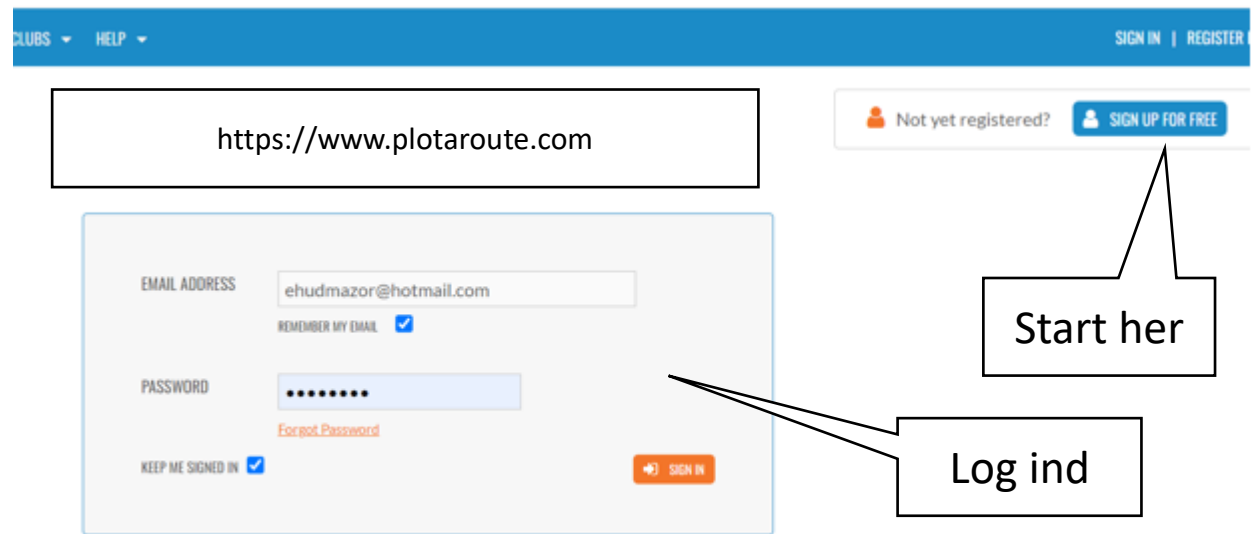 CLUBS HELP SIGN IN | REGISTER
https://www.plotaroute.com
Not yet registered? SIGN UP FOR FREE
EMAIL ADDRESS ehudmazor@hotmail.com
REMEMBER MY EMAIL
Start her
PASSWORD ••••••••
Forgot Password
KEEP ME SIGNED IN SIGN IN
Log ind